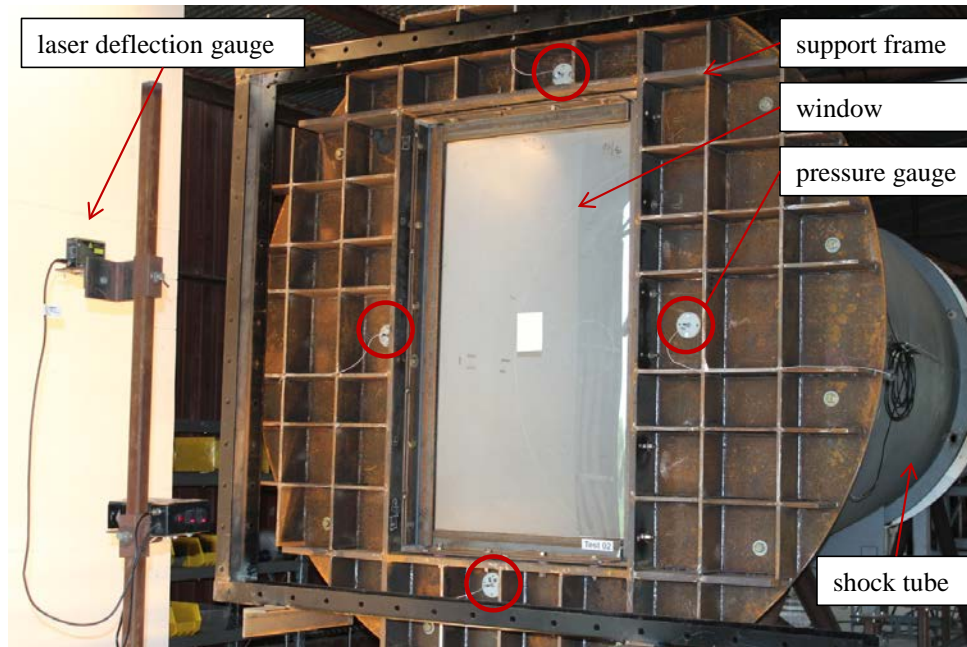 laser deflection gauge
support frame
window
pressure gauge
Test 02
shock tube